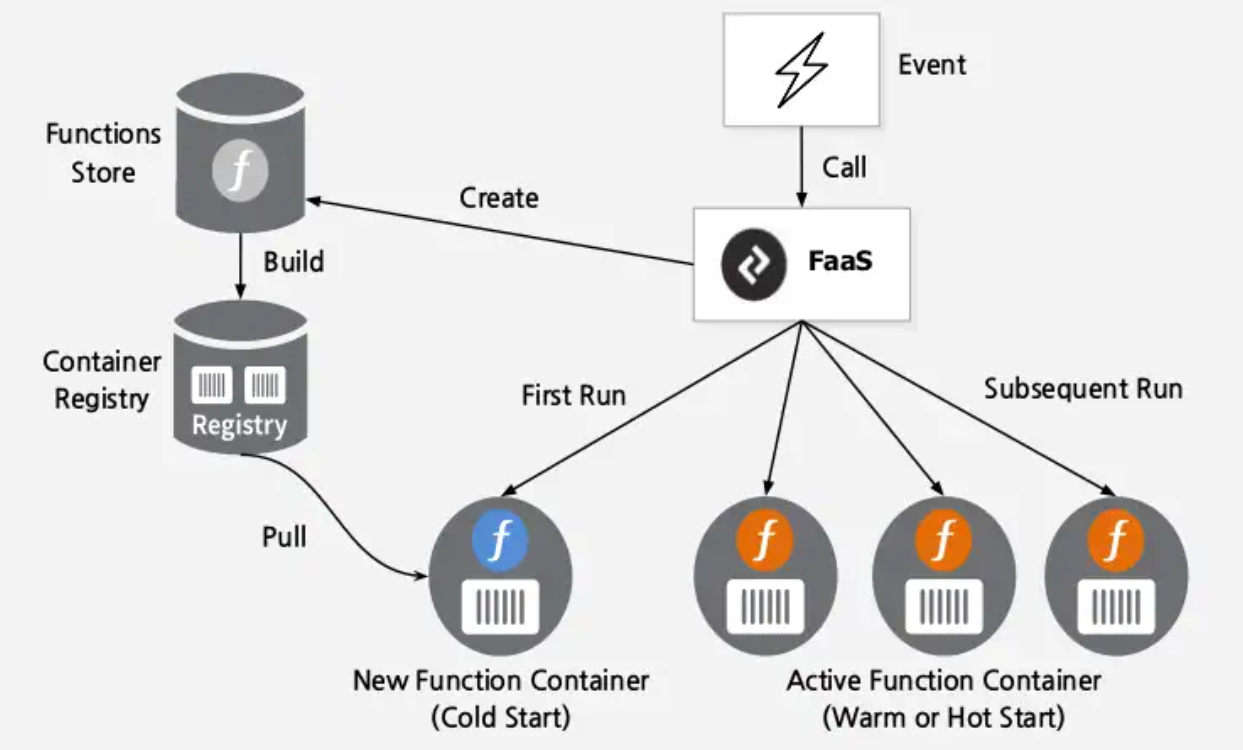 Event
Functions
Store
Call
Create
FaaS
Build
Container
Registry
Registry
First Run
Subsequent Run
Pull
New Function Container
(Cold Start)
Active Function Container
(Warm or Hot Start)